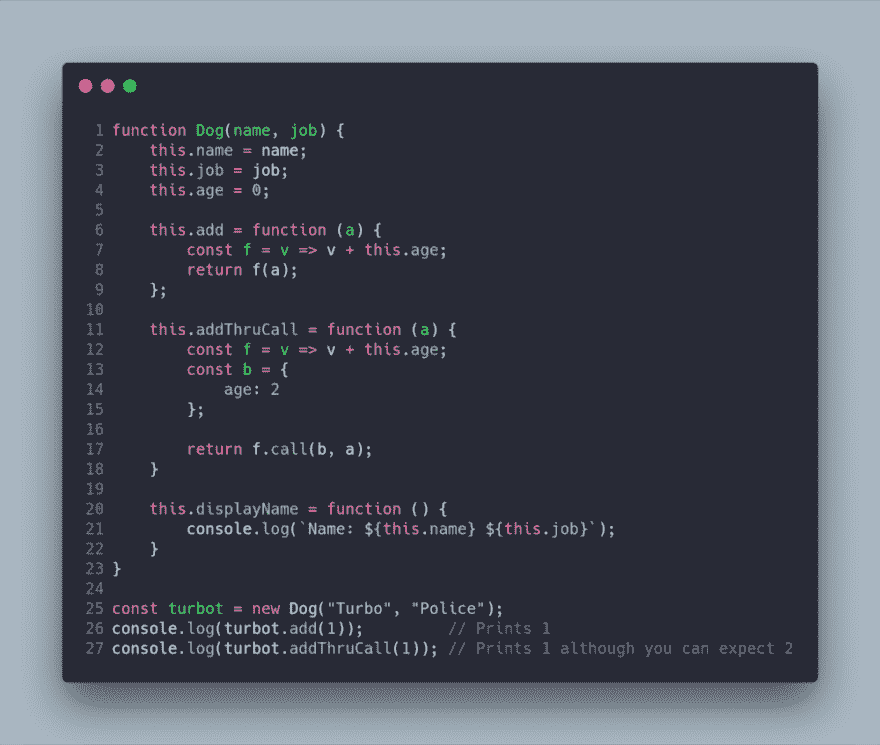 1 function Dog(name, job) {
2     this.name = name;
3     this.job = job;
4     this.age = 0;
5
6     this.add = function (a) {
7         const f = v => v + this.age;
8         return f(a);
9     };
10
11     this.addThruCall = function (a) {
12         const f = v => v + this.age;
13         const b = {
14             age: 2
15         };
16
17         return f.call(b, a);
18     }
19
20     this.displayName = function () {
21         console.log(`Name: ${this.name} ${this.job}`);
22     }
23 }
24
25 const turbot = new Dog("Turbo", "Police");
26 console.log(turbot.add(1));         // Prints 1
27 console.log(turbot.addThruCall(1)); // Prints 1 although you can expect 2